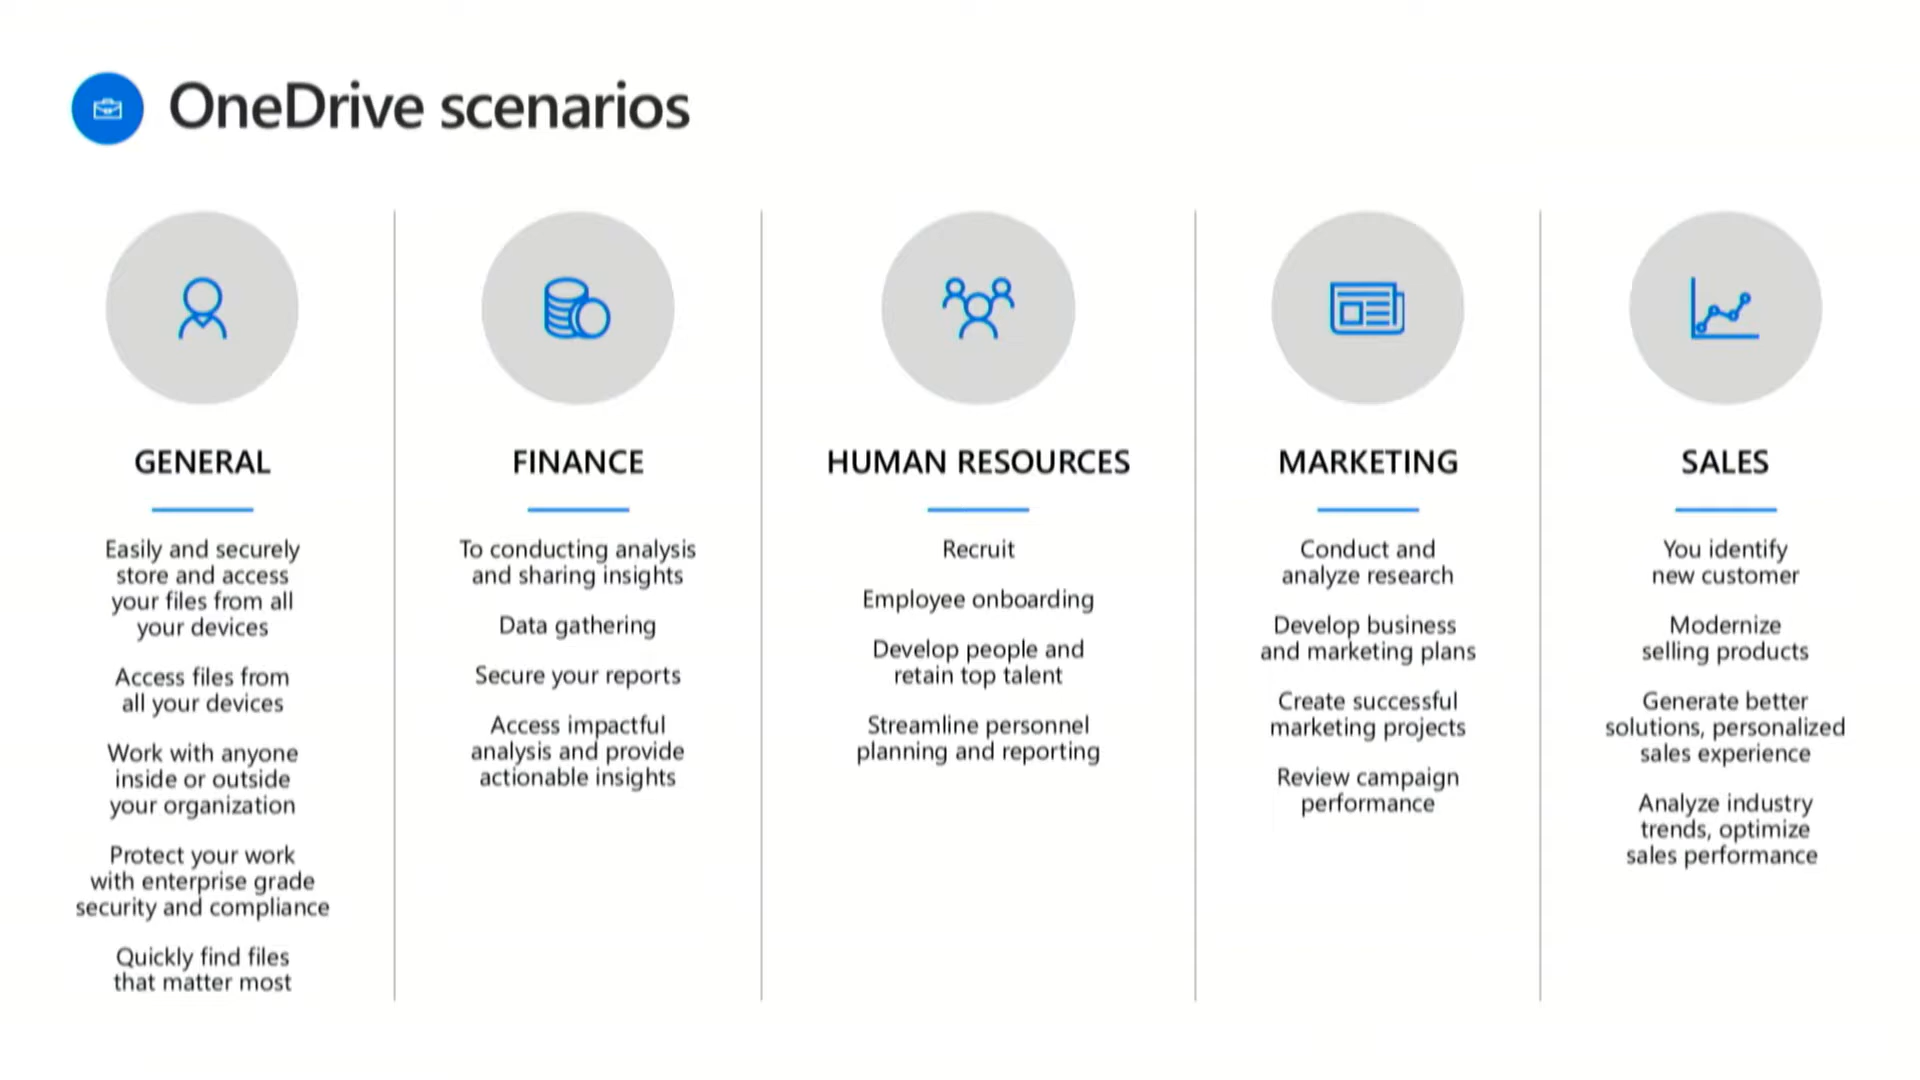 OneDrive scenarios
GENERAL
Easily and securely
store and access
your files from all
your devices
Access files from
all your devices
Work with anyone
inside or outside
your organization
Protect your work
with enterprise grade
security and compliance
Quickly find files
that matter most
FINANCE
To conducting analysis
and sharing insights
Data gathering
Secure your reports
Access impactful
analysis and provide
actionable insights
HUMAN RESOURCES
Recruit
Employee onboarding
Develop people and
retain top talent
Streamline personnel
planning and reporting
MARKETING
Conduct and
analyze research
Develop business
and marketing plans
Create successful
marketing projects
Review campaign
performance
SALES
You identify
new customer
Modernize
selling products
Generate better
solutions, personalized
sales experience
Analyze industry
trends, optimize
sales performance